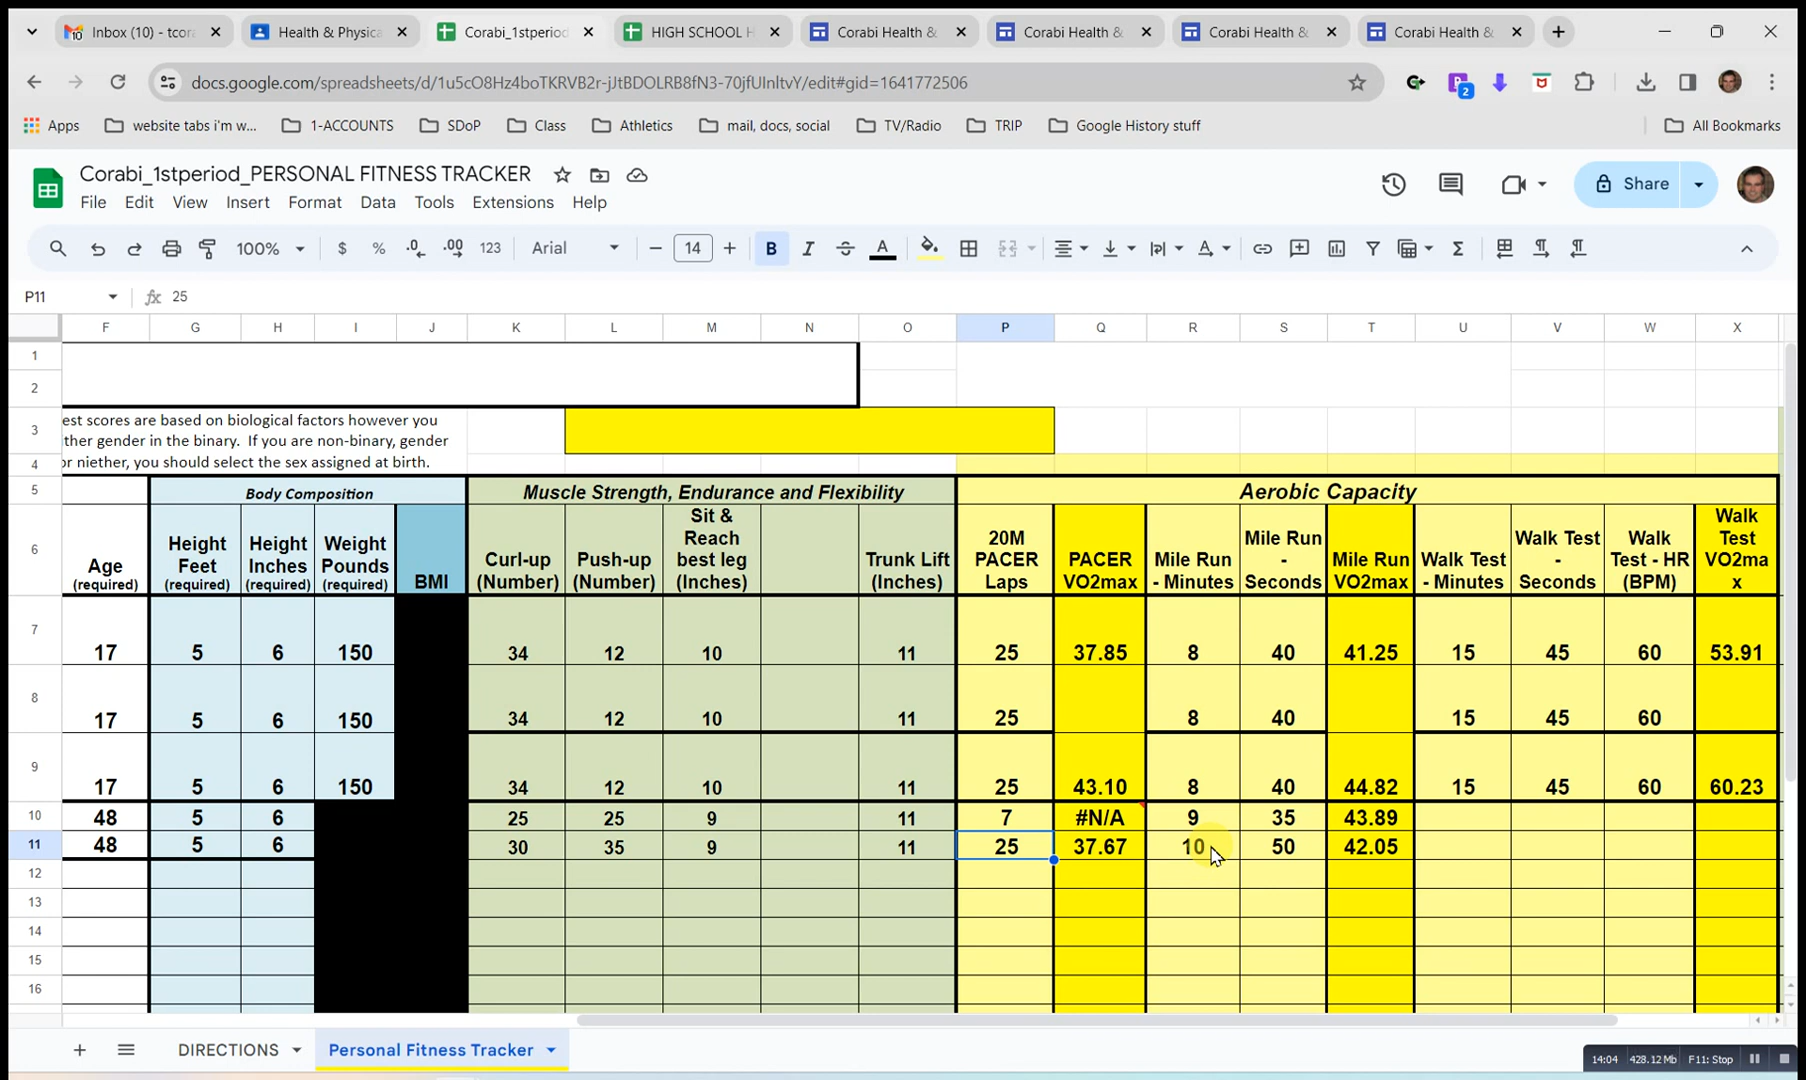 Inbox (10) - tcor
Health & Physica
Corabi_1stperiod
HIGH SCHOOL H
Corabi Health &
Corabi Health &
Corabi Health &
Corabi Health &
docs.google.com/spreadsheets/d/1u5cO8Hz4boTKRVB2r-jJtBDOLRB8fN3-70jfUInltvY/edit#gid=1641772506
2
Apps
website tabs i'm w...
1-ACCOUNTS
SDoP
Class
Athletics
mail, docs, social
TV/Radio
TRIP
Google History stuff
All Bookmarks
Corabi_1stperiod_PERSONAL FITNESS TRACKER
File Edit View Insert Format Data Tools Extensions Help
Share
100% $ % .0 .00 123 Arial 14 B I S A Σ
P11 fx 25
F G H I J K L M N O P Q R S T U V W X
1
2
3
est scores are based on biological factors however you
ther gender in the binary. If you are non-binary, gender
or niether, you should select the sex assigned at birth.
4
5 Body Composition Muscle Strength, Endurance and Flexibility Aerobic Capacity
6
Age (required)
Height Feet (required)
Height Inches (required)
Weight Pounds (required)
BMI
Curl-up (Number)
Push-up (Number)
Sit & Reach best leg (Inches)
Trunk Lift (Inches)
20M PACER Laps
PACER VO2max
Mile Run - Minutes
Mile Run - Seconds
Mile Run VO2max
Walk Test - Minutes
Walk Test - Seconds
Walk Test - HR (BPM)
Walk Test VO2ma x
7 17 5 6 150 34 12 10 11 25 37.85 8 40 41.25 15 45 60 53.91
8 17 5 6 150 34 12 10 11 25 8 40 15 45 60
9 17 5 6 150 34 12 10 11 25 43.10 8 40 44.82 15 45 60 60.23
10 48 5 6 25 25 9 11 7 #N/A 9 35 43.89
11 48 5 6 30 35 9 11 25 37.67 10 50 42.05
12
13
14
15
16
DIRECTIONS
Personal Fitness Tracker
14:04 428.12 Mb F11: Stop